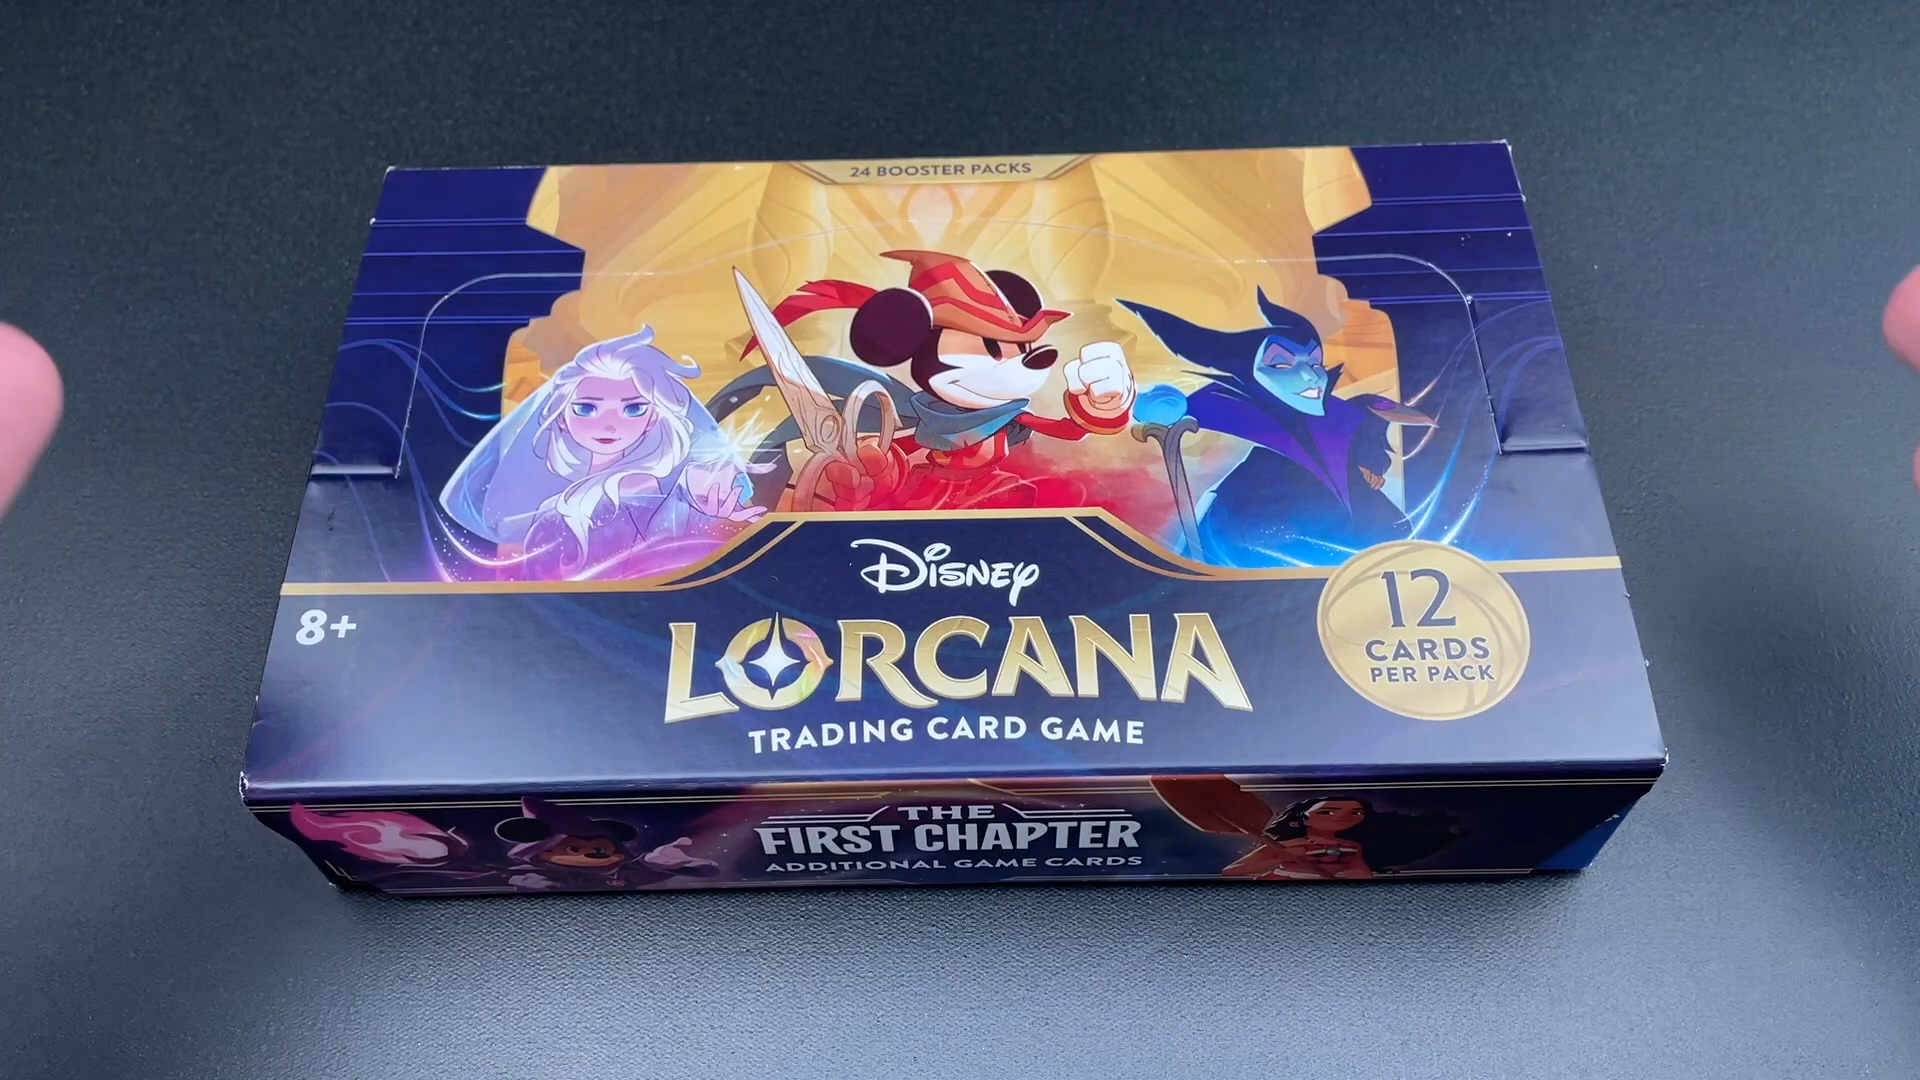 24 BOOSTER PACKS
DISNEY
LORCANA
TRADING CARD GAME
8+
12
CARDS
PER PACK
THE
FIRST CHAPTER
ADDITIONAL GAME CARDS